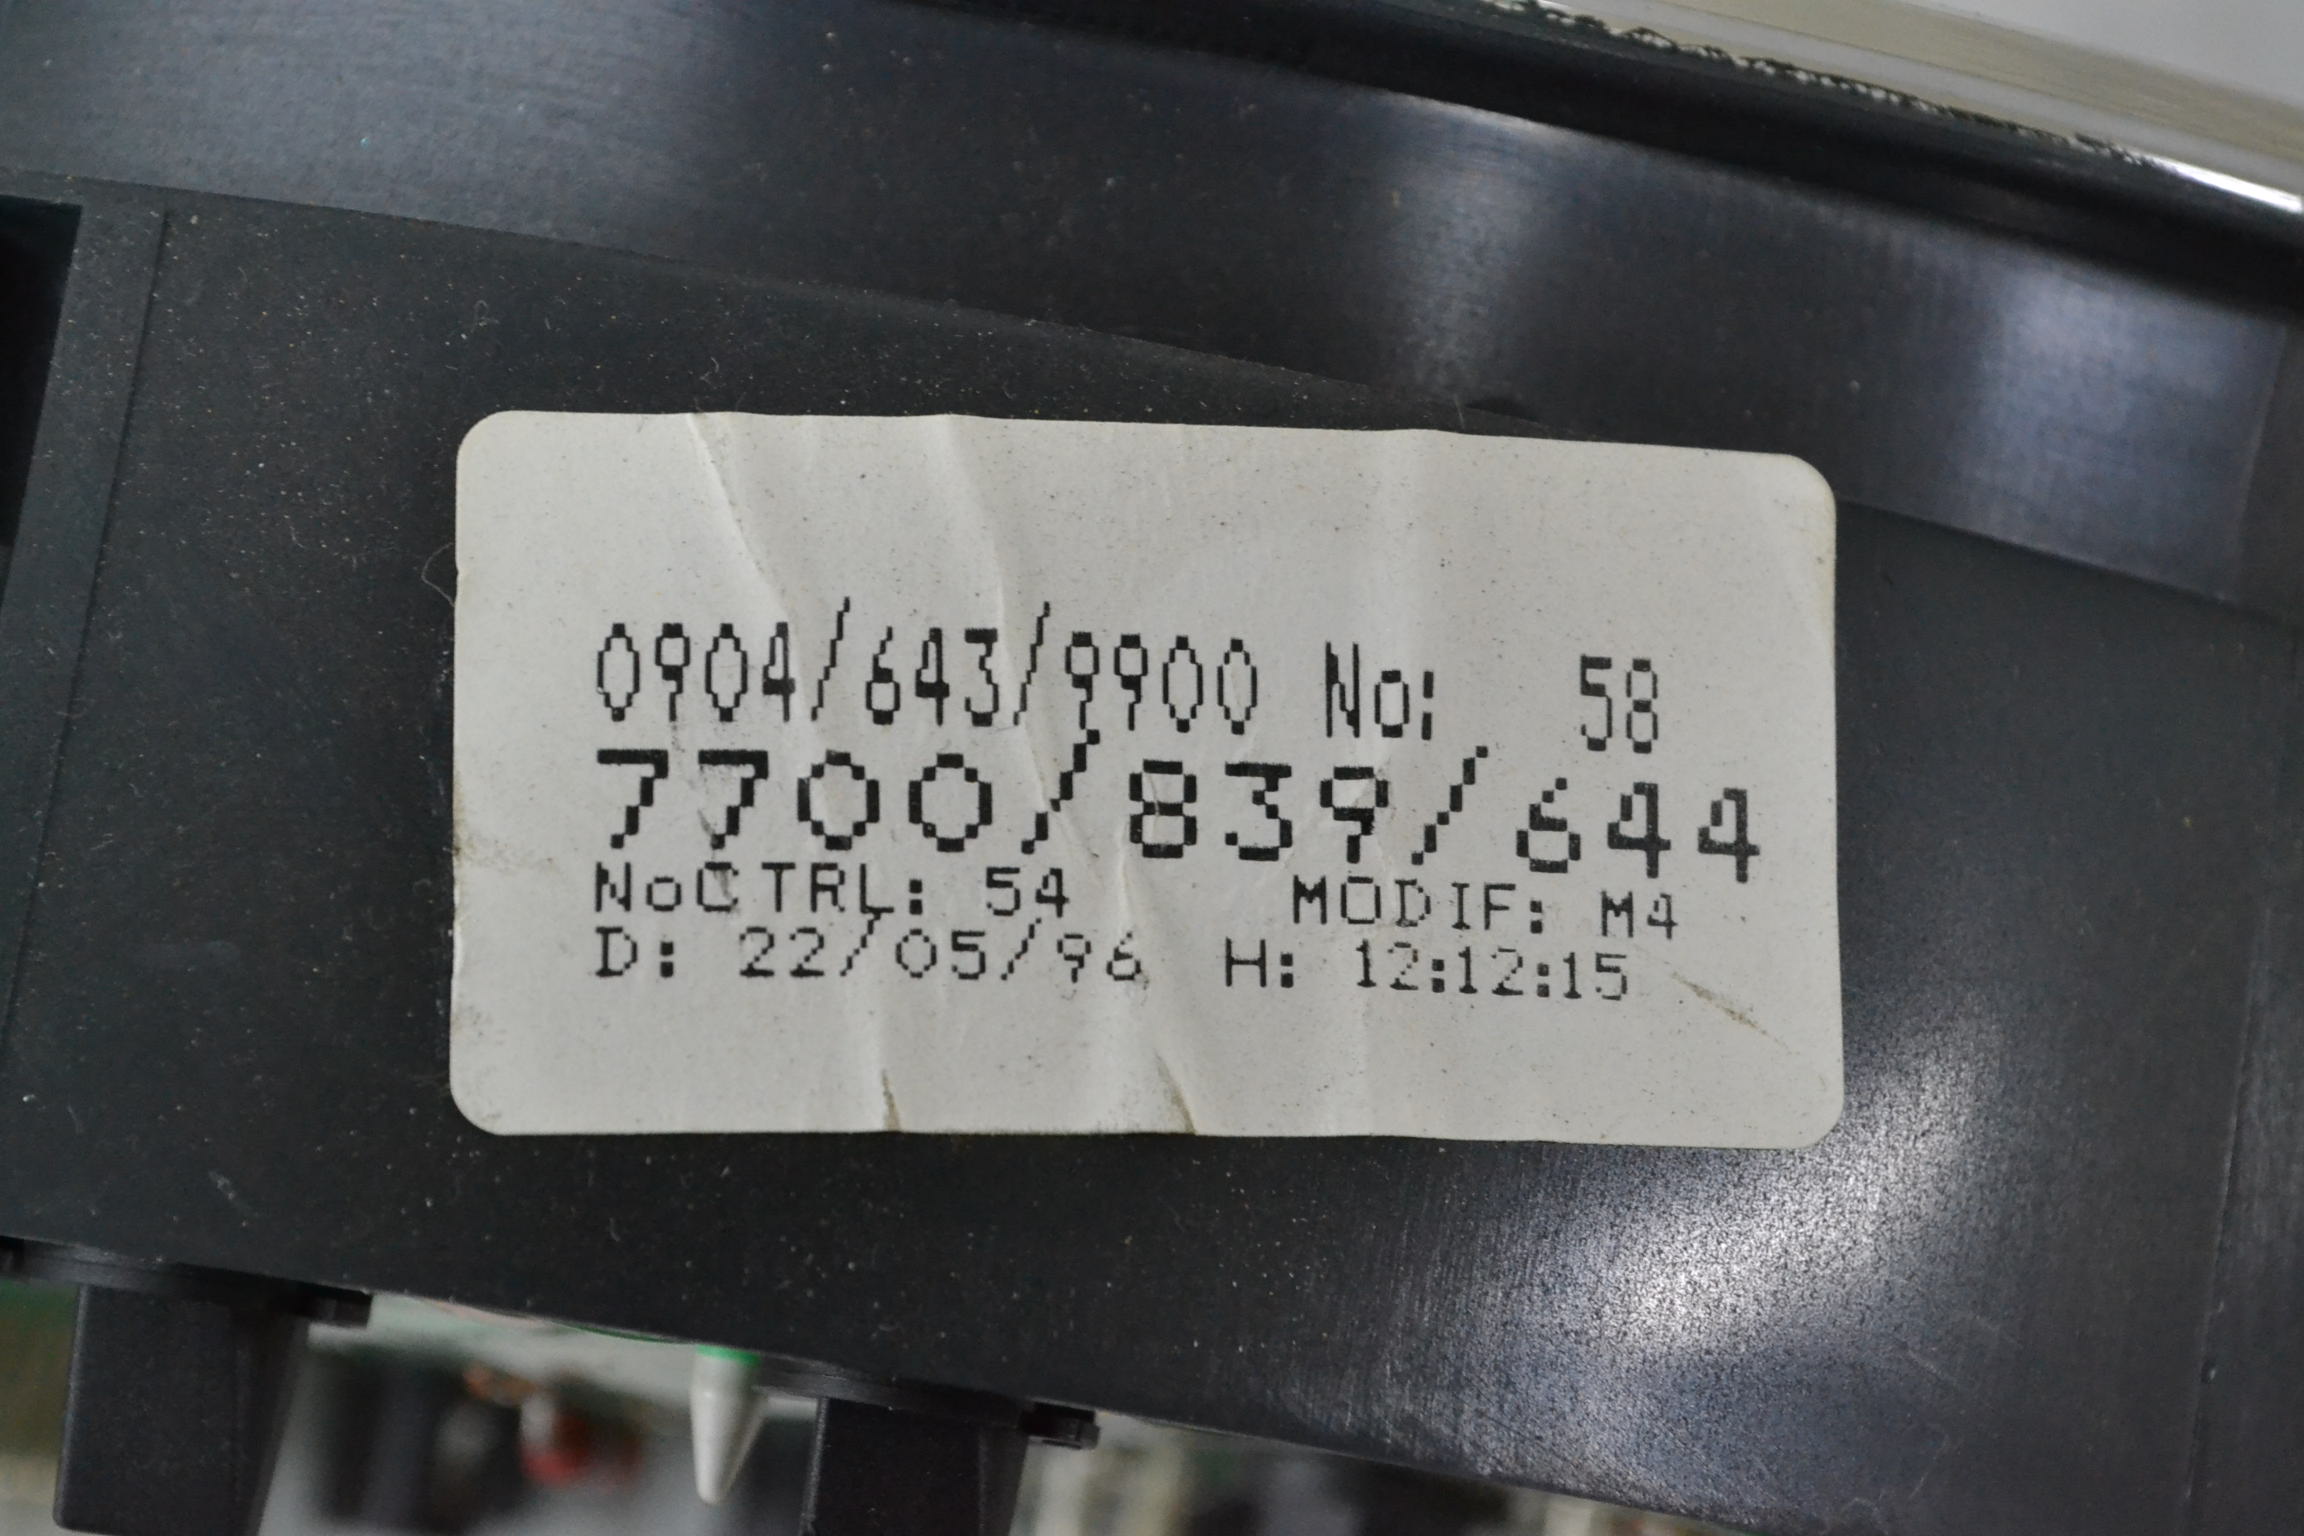 0904/643/9900 No: 58
7700/839/644
NoCTRL: 54 MODIF: M4
D: 22/05/96 H: 12:12:15